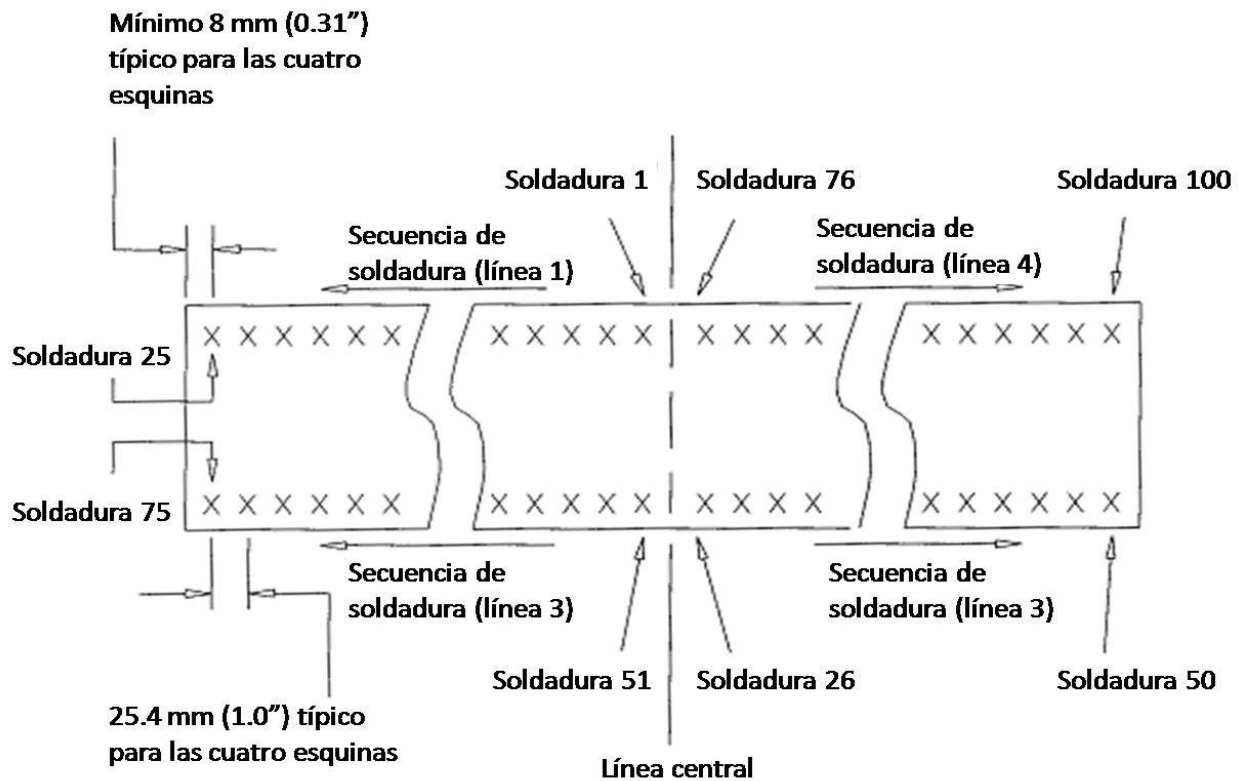 Mínimo 8 mm (0.31”)
típico para las cuatro
esquinas
Soldadura 1
Soldadura 76
Soldadura 100
Secuencia de
soldadura (línea 1)
Secuencia de
soldadura (línea 4)
Soldadura 25
Soldadura 75
Secuencia de
soldadura (línea 3)
Secuencia de
soldadura (línea 3)
Soldadura 51
Soldadura 26
Soldadura 50
25.4 mm (1.0”) típico
para las cuatro esquinas
Línea central